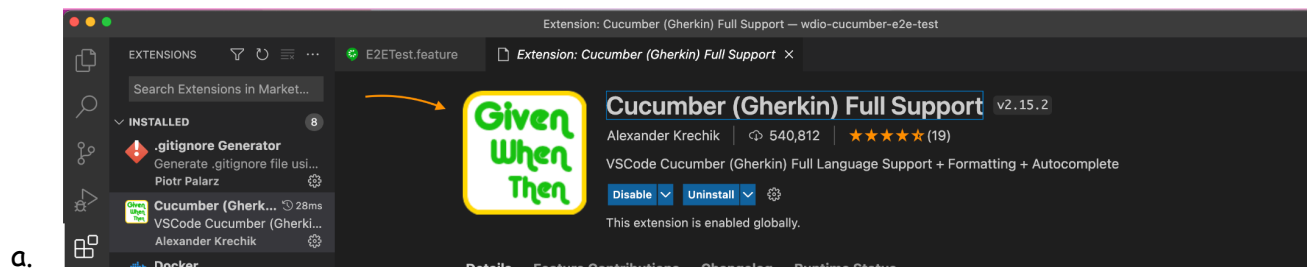 Extension: Cucumber (Gherkin) Full Support — wdio-cucumber-e2e-test
EXTENSIONS
E2ETest.feature
Extension: Cucumber (Gherkin) Full Support
Search Extensions in Market...
INSTALLED
8
.gitignore Generator
Generate .gitignore file usi...
Piotr Palarz
Given When Then
Cucumber (Gherk... 28ms
VSCode Cucumber (Gherki...
Alexander Krechik
Docker
Given
When
Then
Cucumber (Gherkin) Full Support v2.15.2
Alexander Krechik 540,812 (19)
VSCode Cucumber (Gherkin) Full Language Support + Formatting + Autocomplete
Disable Uninstall
This extension is enabled globally.
Details Feature Contributions Changelog Runtime Status
a.